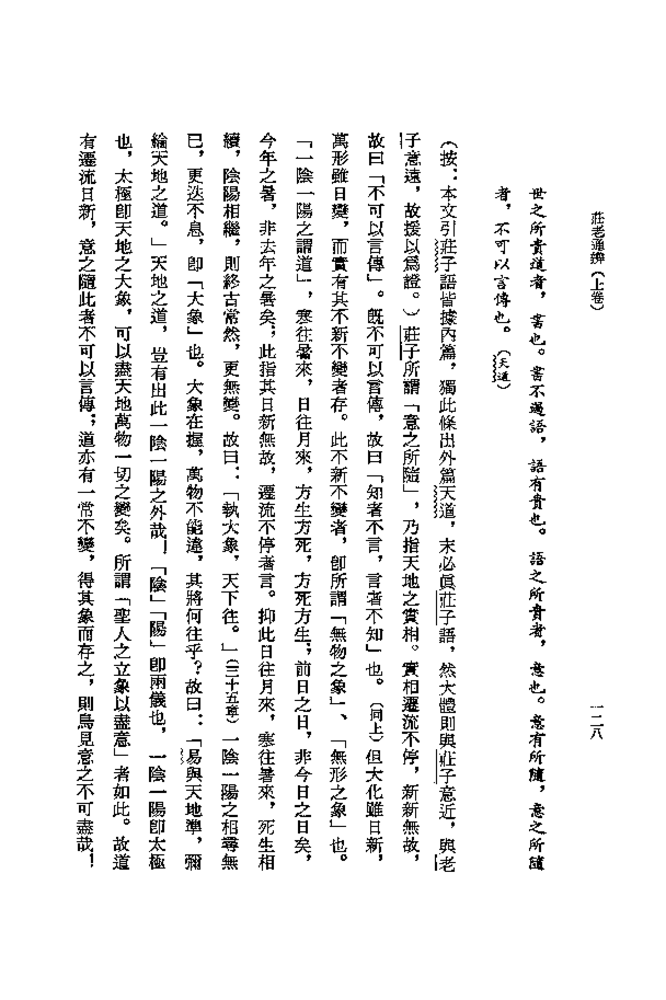 莊老通辨（上卷）
一二八
世之所貴道者，書也。書不過語，語有貴也。語之所貴者，意也。意有所隨，意之所隨
者，不可以言傳也。（天道）
（按：本文引莊子語皆據內篇，獨此條出外篇天道，未必眞莊子語，然大體則與莊子意近，與老
子意遠，故援以爲證。）莊子所謂「意之所隨」，乃指天地之實相。實相遷流不停，新新無故，
故曰「不可以言傳」。旣不可以言傳，故曰「知者不言，言者不知」也。（同上）但大化雖日新，
萬形雖日變，而實有其不新不變者存。此不新不變者，卽所謂「無物之象」、「無形之象」也。
「一陰一陽之謂道」，寒往暑來，日往月來，方生方死，方死方生；前日之日，非今日之日矣，
今年之暑，非去年之暑矣；此指其日新無故，遷流不停者言。抑此日往月來，寒往暑來，死生相
續，陰陽相繼，則終古常然，更無變。故曰：「執大象，天下往。」（三十五章）一陰一陽之相尋無
已，更迭不息，卽「大象」也。大象在握，萬物不能違，其將何往乎？故曰：「易與天地準，彌
綸天地之道。」天地之道，豈有出此一陰一陽之外哉！「陰」「陽」卽兩儀也，一陰一陽卽太極
也，太極卽天地之大象，可以盡天地萬物一切之變矣。所謂「聖人之立象以盡意」者如此。故道
有遷流日新，意之隨此者不可以言傳；道亦有一常不變，得其象而存之，則烏見意之不可盡哉！